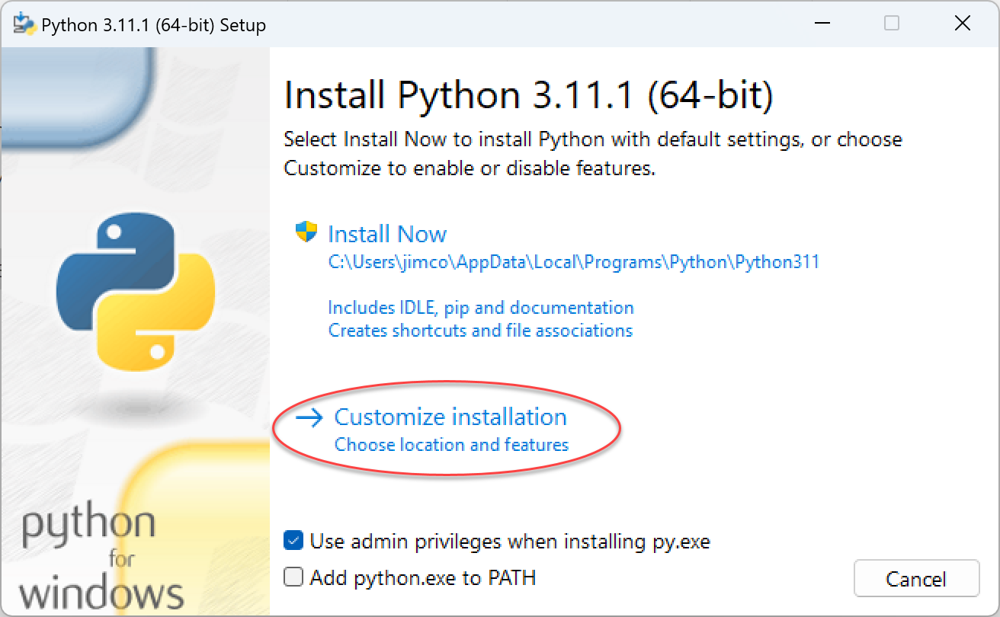 Python 3.11.1 (64-bit) Setup
Install Python 3.11.1 (64-bit)
Select Install Now to install Python with default settings, or choose
Customize to enable or disable features.
Install Now
C:\Users\jimco\AppData\Local\Programs\Python\Python311
Includes IDLE, pip and documentation
Creates shortcuts and file associations
Customize installation
Choose location and features
python
for
windows
Use admin privileges when installing py.exe
Add python.exe to PATH
Cancel